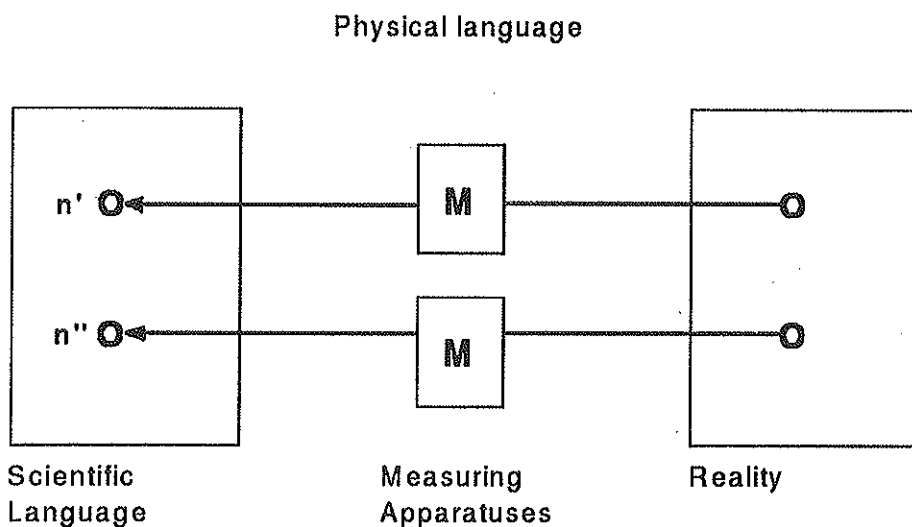 Physical language
n' O M O
n" O M O
Scientific
Language
Measuring
Apparatuses
Reality